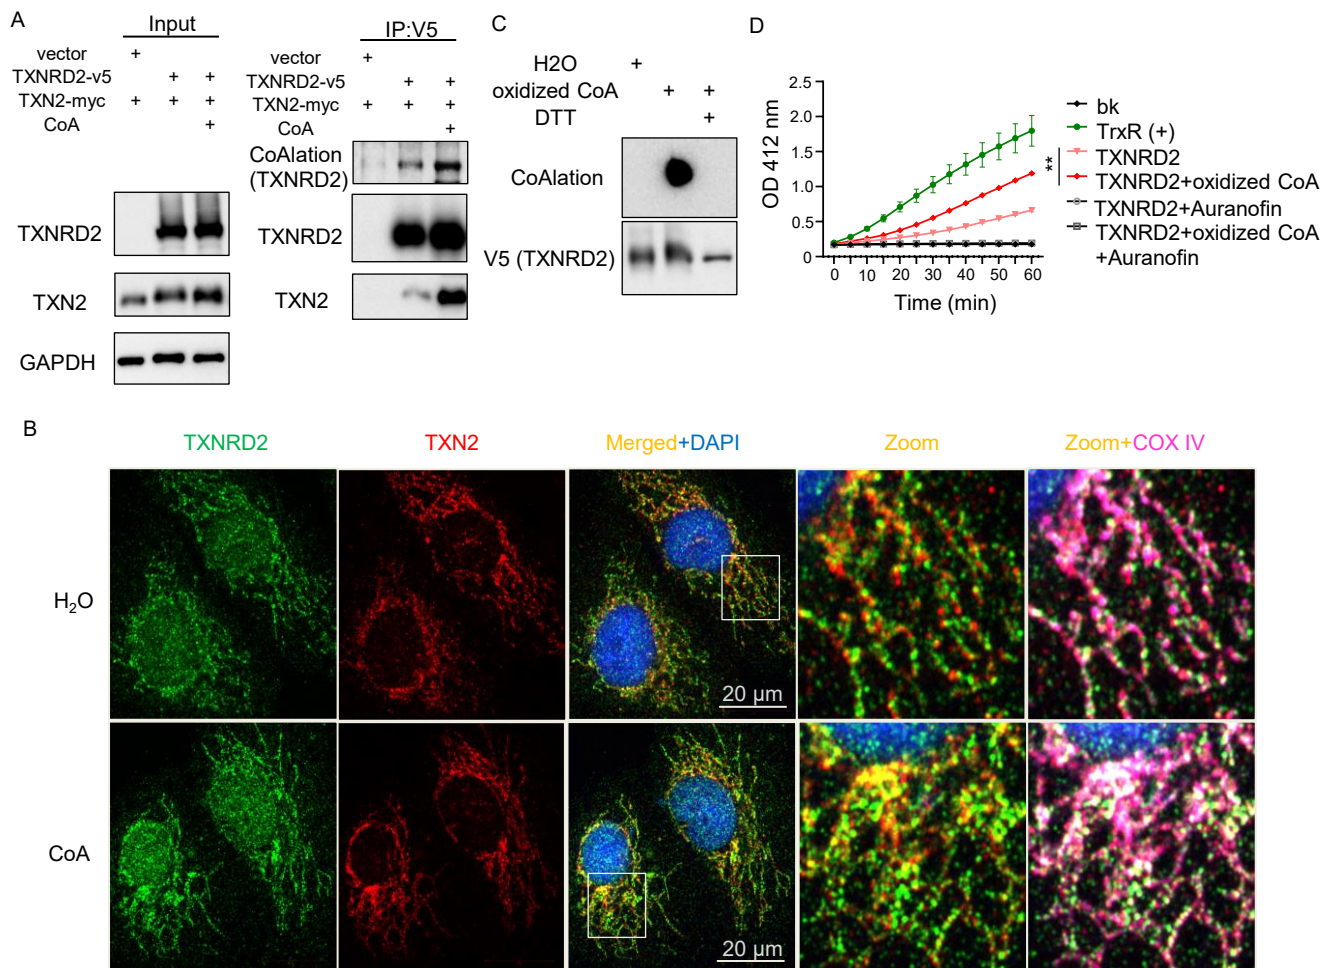 A
Input
vector +
TXNRD2-v5 + +
TXN2-myc + + +
CoA +
TXNRD2
TXN2
GAPDH
IP:V5
vector +
TXNRD2-v5 + +
TXN2-myc + + +
CoA +
CoAlation
(TXNRD2)
TXNRD2
TXN2
C
H2O +
oxidized CoA + +
DTT +
CoAlation
V5 (TXNRD2)
D
OD 412 nm
2.5
2.0
1.5
1.0
0.5
0
0 10 20 30 40 50 60
Time (min)
**
bk
TrxR (+)
TXNRD2
TXNRD2+oxidized CoA
TXNRD2+Auranofin
TXNRD2+oxidized CoA
+Auranofin
B
TXNRD2 TXN2 Merged+DAPI Zoom Zoom+COX IV
H₂O
20 µm
CoA
20 µm